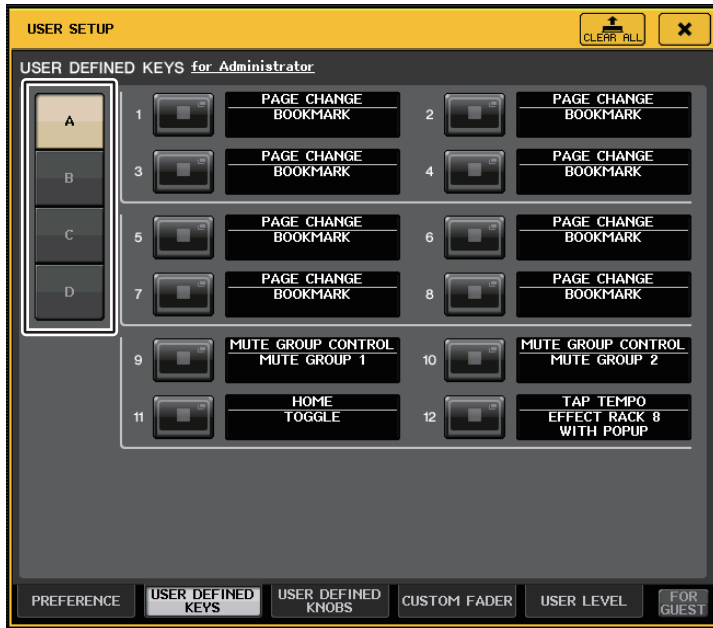 USER SETUP
CLEAR ALL
USER DEFINED KEYS for Administrator
A
B
C
D
1
PAGE CHANGE
BOOKMARK
2
PAGE CHANGE
BOOKMARK
3
PAGE CHANGE
BOOKMARK
4
PAGE CHANGE
BOOKMARK
5
PAGE CHANGE
BOOKMARK
6
PAGE CHANGE
BOOKMARK
7
PAGE CHANGE
BOOKMARK
8
PAGE CHANGE
BOOKMARK
9
MUTE GROUP CONTROL
MUTE GROUP 1
10
MUTE GROUP CONTROL
MUTE GROUP 2
11
HOME
TOGGLE
12
TAP TEMPO
EFFECT RACK 8
WITH POPUP
PREFERENCE
USER DEFINED
KEYS
USER DEFINED
KNOBS
CUSTOM FADER
USER LEVEL
FOR
GUEST